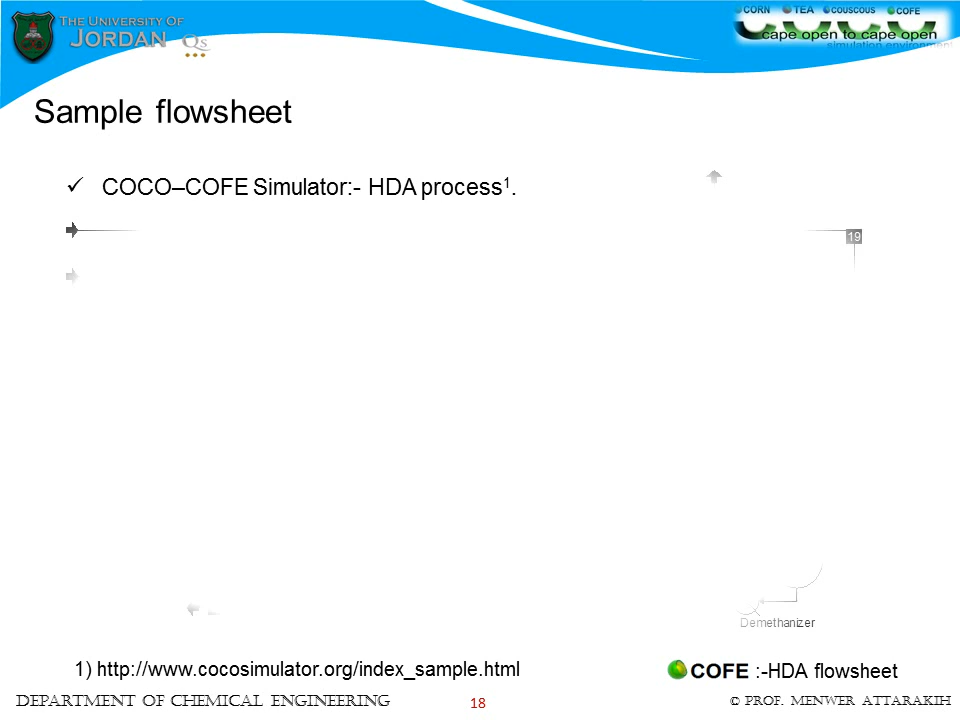 THE UNIVERSITY OF
JORDAN
QS
CORN TEA COUSCOUS COFE
COCO
cape open to cape open
simulation environment
Sample flowsheet
✓ COCO–COFE Simulator:- HDA process¹.
19
Demethanizer
1) http://www.cocosimulator.org/index_sample.html
COFE :-HDA flowsheet
DEPARTMENT OF CHEMICAL ENGINEERING
18
© PROF. MENWER ATTARAKIH